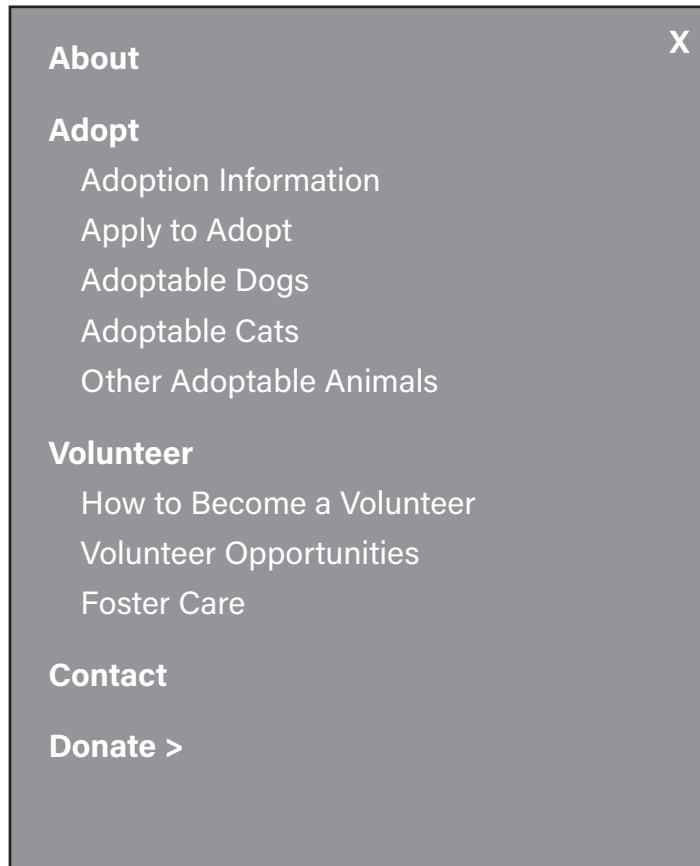 X
About
Adopt
Adoption Information
Apply to Adopt
Adoptable Dogs
Adoptable Cats
Other Adoptable Animals
Volunteer
How to Become a Volunteer
Volunteer Opportunities
Foster Care
Contact
Donate >